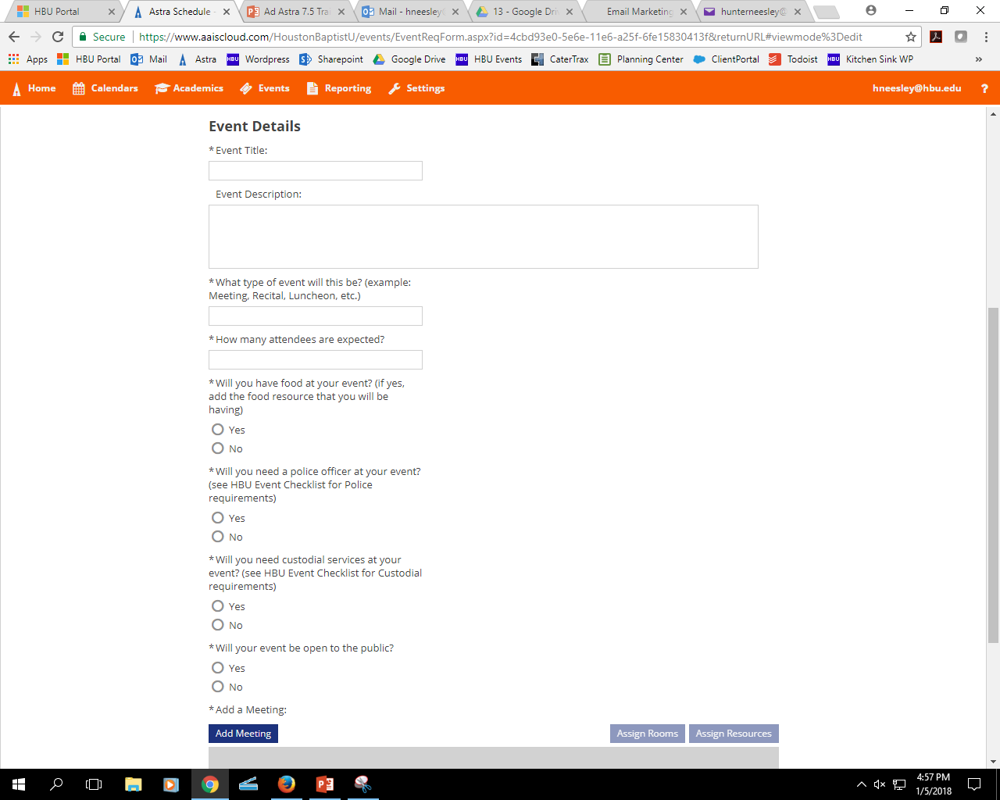 HBU Portal
Astra Schedule -
Ad Astra 7.5 Trai
Mail - hneesley@
13 - Google Dri
Email Marketing
hunterneesley@
Secure
https://www.aaiscloud.com/HoustonBaptistU/events/EventReqForm.aspx?id=4cbd93e0-5e6e-11e6-a25f-6fe15830413f&returnURL#viewmode%3Dedit
Apps
HBU Portal
Mail
Astra
HBU Wordpress
Sharepoint
Google Drive
HBU HBU Events
CaterTrax
Planning Center
ClientPortal
Todoist
HBU Kitchen Sink WP
»
Home
Calendars
Academics
Events
Reporting
Settings
hneesley@hbu.edu
?
Event Details
* Event Title:
Event Description:
* What type of event will this be? (example:
Meeting, Recital, Luncheon, etc.)
* How many attendees are expected?
* Will you have food at your event? (if yes,
add the food resource that you will be
having)
Yes
No
* Will you need a police officer at your event?
(see HBU Event Checklist for Police
requirements)
Yes
No
* Will you need custodial services at your
event? (see HBU Event Checklist for Custodial
requirements)
Yes
No
* Will your event be open to the public?
Yes
No
* Add a Meeting:
Add Meeting
Assign Rooms
Assign Resources
4:57 PM
1/5/2018